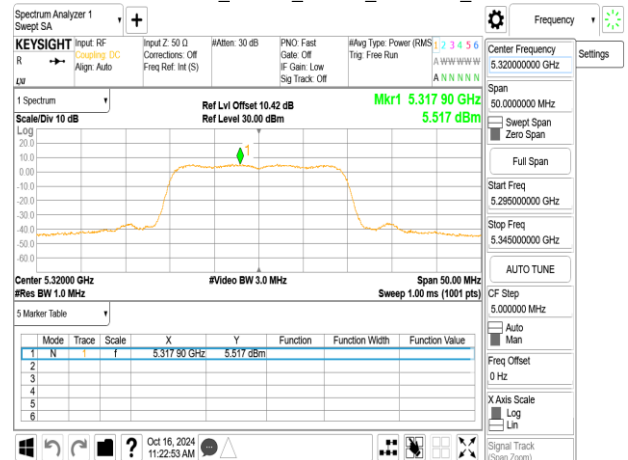 Spectrum Analyzer 1
Swept SA
Frequency
KEYSIGHT
R
Input: RF
Coupling: DC
Align: Auto
Input Z: 50 Ω
Corrections: Off
Freq Ref: Int (S)
#Atten: 30 dB
PNO: Fast
Gate: Off
IF Gain: Low
Sig Track: Off
#Avg Type: Power (RMS
Trig: Free Run
1 2 3 4 5 6
A W W W W W
A N N N N N
Center Frequency
5.320000000 GHz
Settings
Span
50.0000000 MHz
Swept Span
Zero Span
Full Span
Start Freq
5.295000000 GHz
Stop Freq
5.345000000 GHz
AUTO TUNE
CF Step
5.000000 MHz
Auto
Man
Freq Offset
0 Hz
X Axis Scale
Log
Lin
Signal Track
(Span Zoom)
1 Spectrum
Scale/Div 10 dB
Ref Lvl Offset 10.42 dB
Ref Level 30.00 dBm
Mkr1 5.317 90 GHz
5.517 dBm
Log
20.0
10.0
0.00
-10.0
-20.0
-30.0
-40.0
-50.0
-60.0
1
Center 5.32000 GHz
#Res BW 1.0 MHz
#Video BW 3.0 MHz
Span 50.00 MHz
Sweep 1.00 ms (1001 pts)
5 Marker Table
Mode Trace Scale X Y Function Function Width Function Value
1 N 1 f 5.317 90 GHz 5.517 dBm
2
3
4
5
6
?
Oct 16, 2024
11:22:53 AM